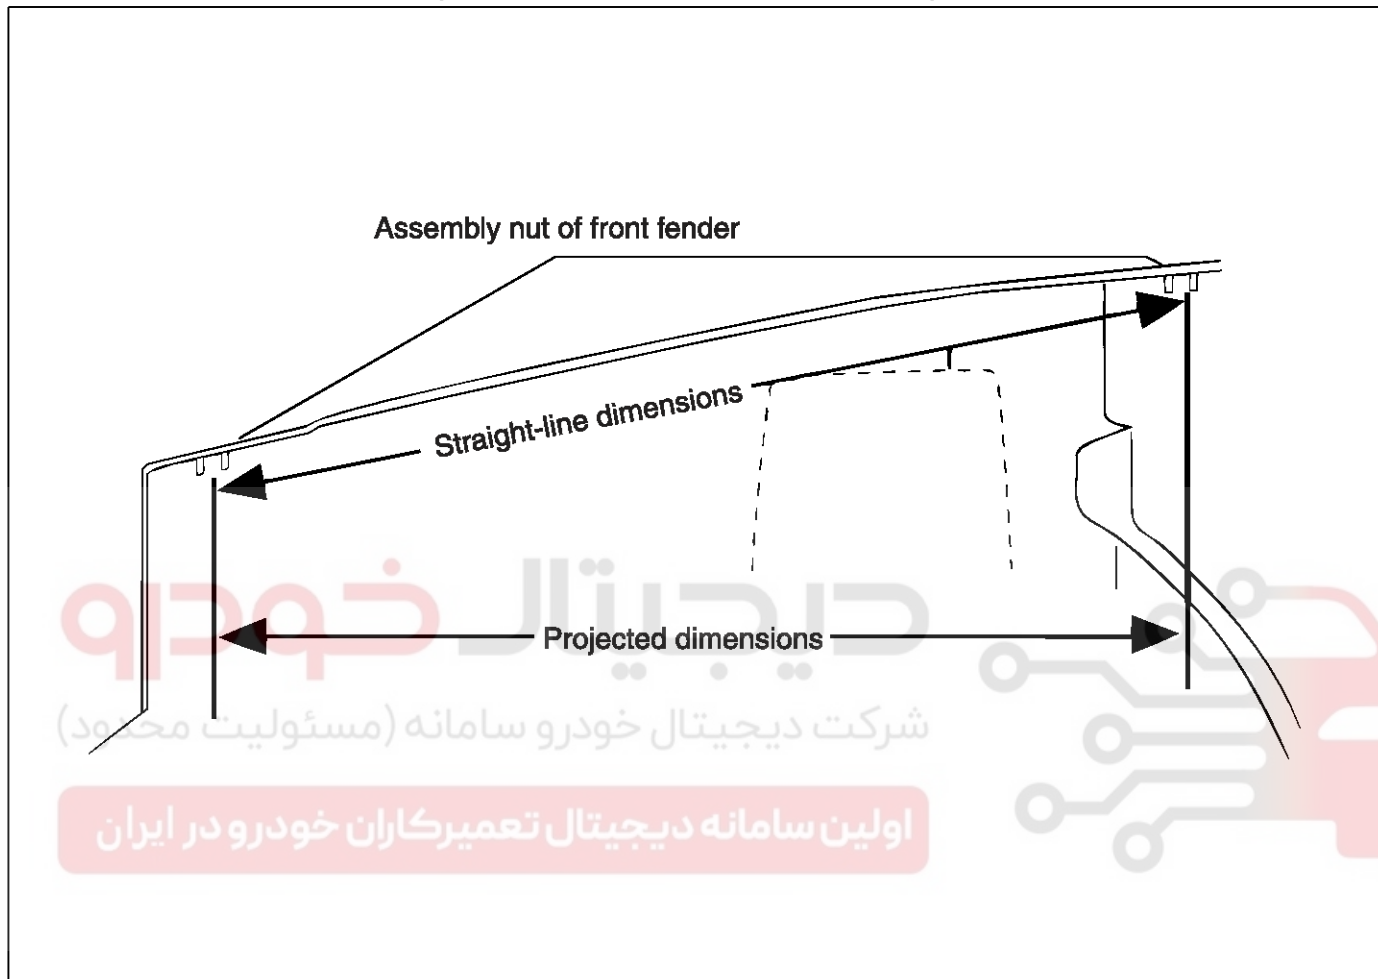 Assembly nut of front fender
Straight-line dimensions
Projected dimensions
دیجیتال خودرو
شرکت دیجیتال خودرو سامانه (مسئولیت محدود)
اولین سامانه دیجیتال تعمیرکاران خودرو در ایران